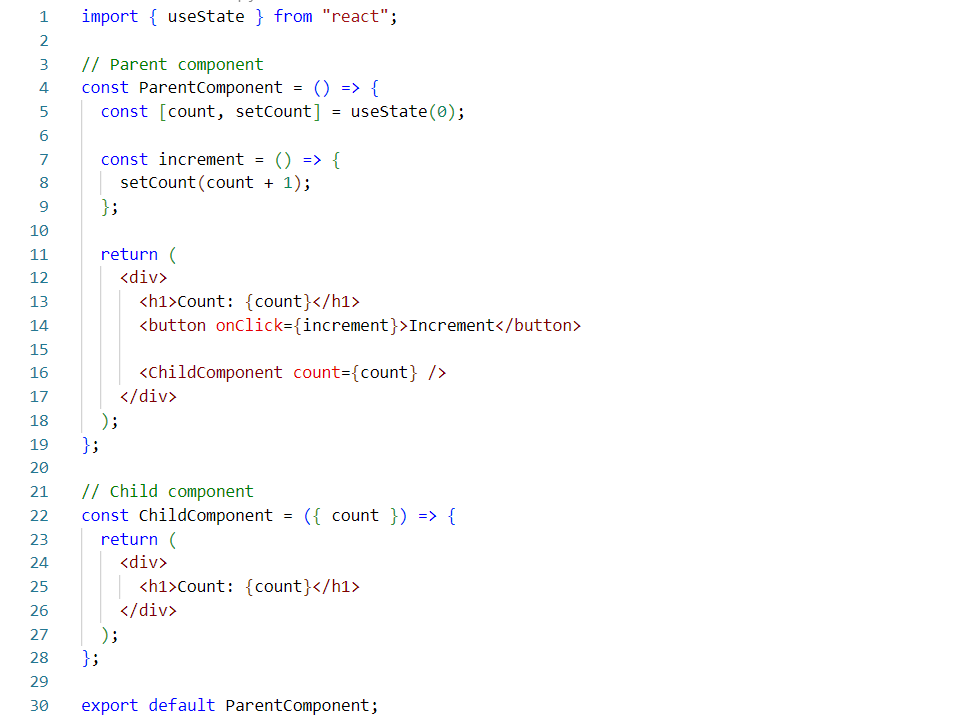 1 import { useState } from "react";
2
3 // Parent component
4 const ParentComponent = () => {
5 const [count, setCount] = useState(0);
6
7 const increment = () => {
8 setCount(count + 1);
9 };
10
11 return (
12 <div>
13 <h1>Count: {count}</h1>
14 <button onClick={increment}>Increment</button>
15
16 <ChildComponent count={count} />
17 </div>
18 );
19 };
20
21 // Child component
22 const ChildComponent = ({ count }) => {
23 return (
24 <div>
25 <h1>Count: {count}</h1>
26 </div>
27 );
28 };
29
30 export default ParentComponent;